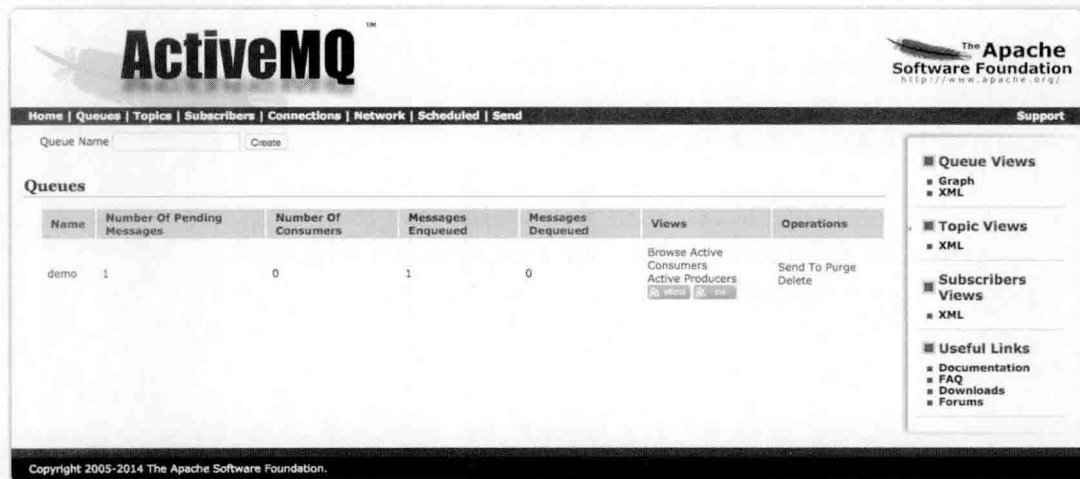 ActiveMQ™
The Apache
Software Foundation
http://www.apache.org/
Home | Queues | Topics | Subscribers | Connections | Network | Scheduled | Send
Support
Queue Name
Create
Queues
Name
Number Of Pending
Messages
Number Of
Consumers
Messages
Enqueued
Messages
Dequeued
Views
Operations
demo
1
0
1
0
Browse Active
Consumers
Active Producers
Send To Purge
Delete
Queue Views
Graph
XML
Topic Views
XML
Subscribers
Views
XML
Useful Links
Documentation
FAQ
Downloads
Forums
Copyright 2005-2014 The Apache Software Foundation.